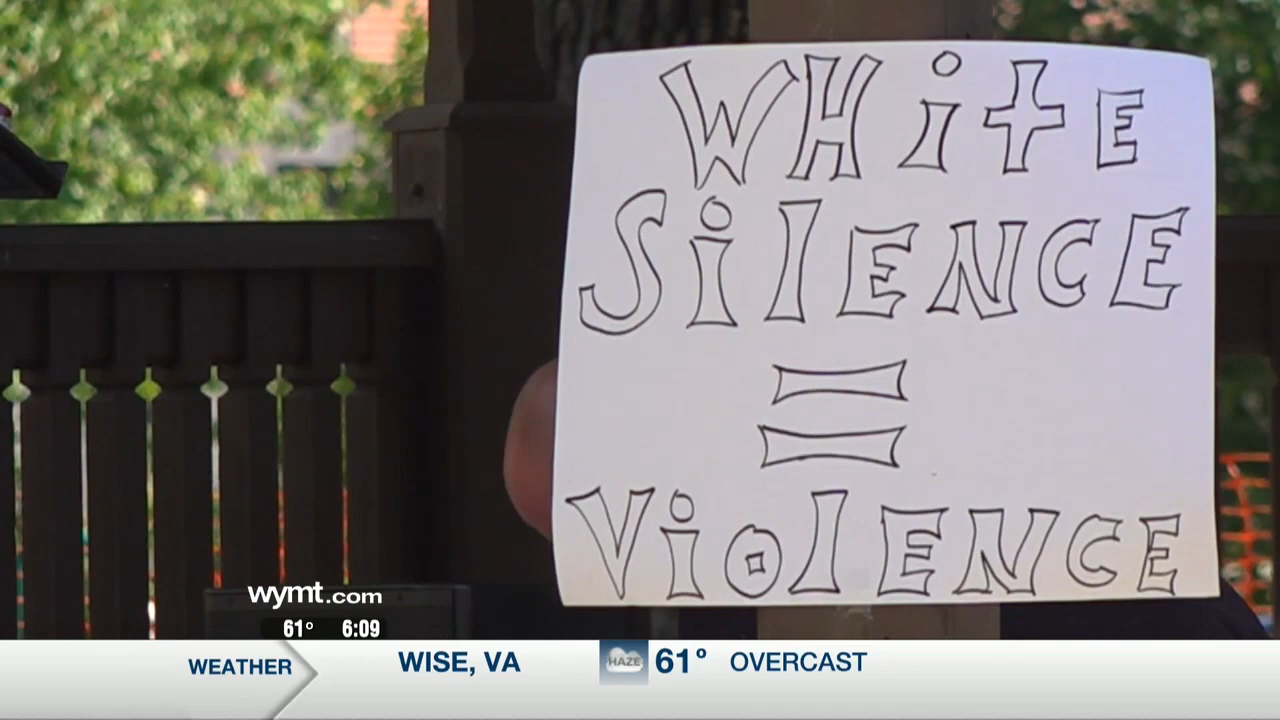 WHitE
SilENCE
=
ViolENCE
wymt.com
61° 6:09
WEATHER WISE, VA HAZE 61° OVERCAST